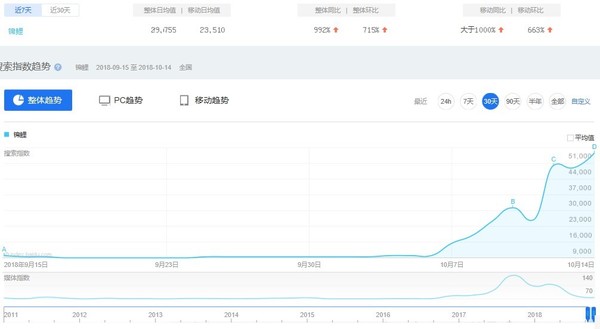 近7天 近30天 整体日均值 | 移动日均值 整体同比 | 整体环比 移动同比 | 移动环比
锦鲤 29,755 23,510 992% 715% 大于1000% 663%
搜索指数趋势 锦鲤 2018-09-15 至 2018-10-14 全国
整体趋势 PC趋势 移动趋势 最近 24h 7天 30天 90天 半年 全部 自定义
锦鲤 平均值
搜索指数 D
51,000
C
44,000
37,000
B
30,000
23,000
16,000
A
9,000
2018年9月15日 9月23日 9月30日 10月7日 10月14日
媒体指数 140
70
2011 2012 2013 2014 2015 2016 2017 2018